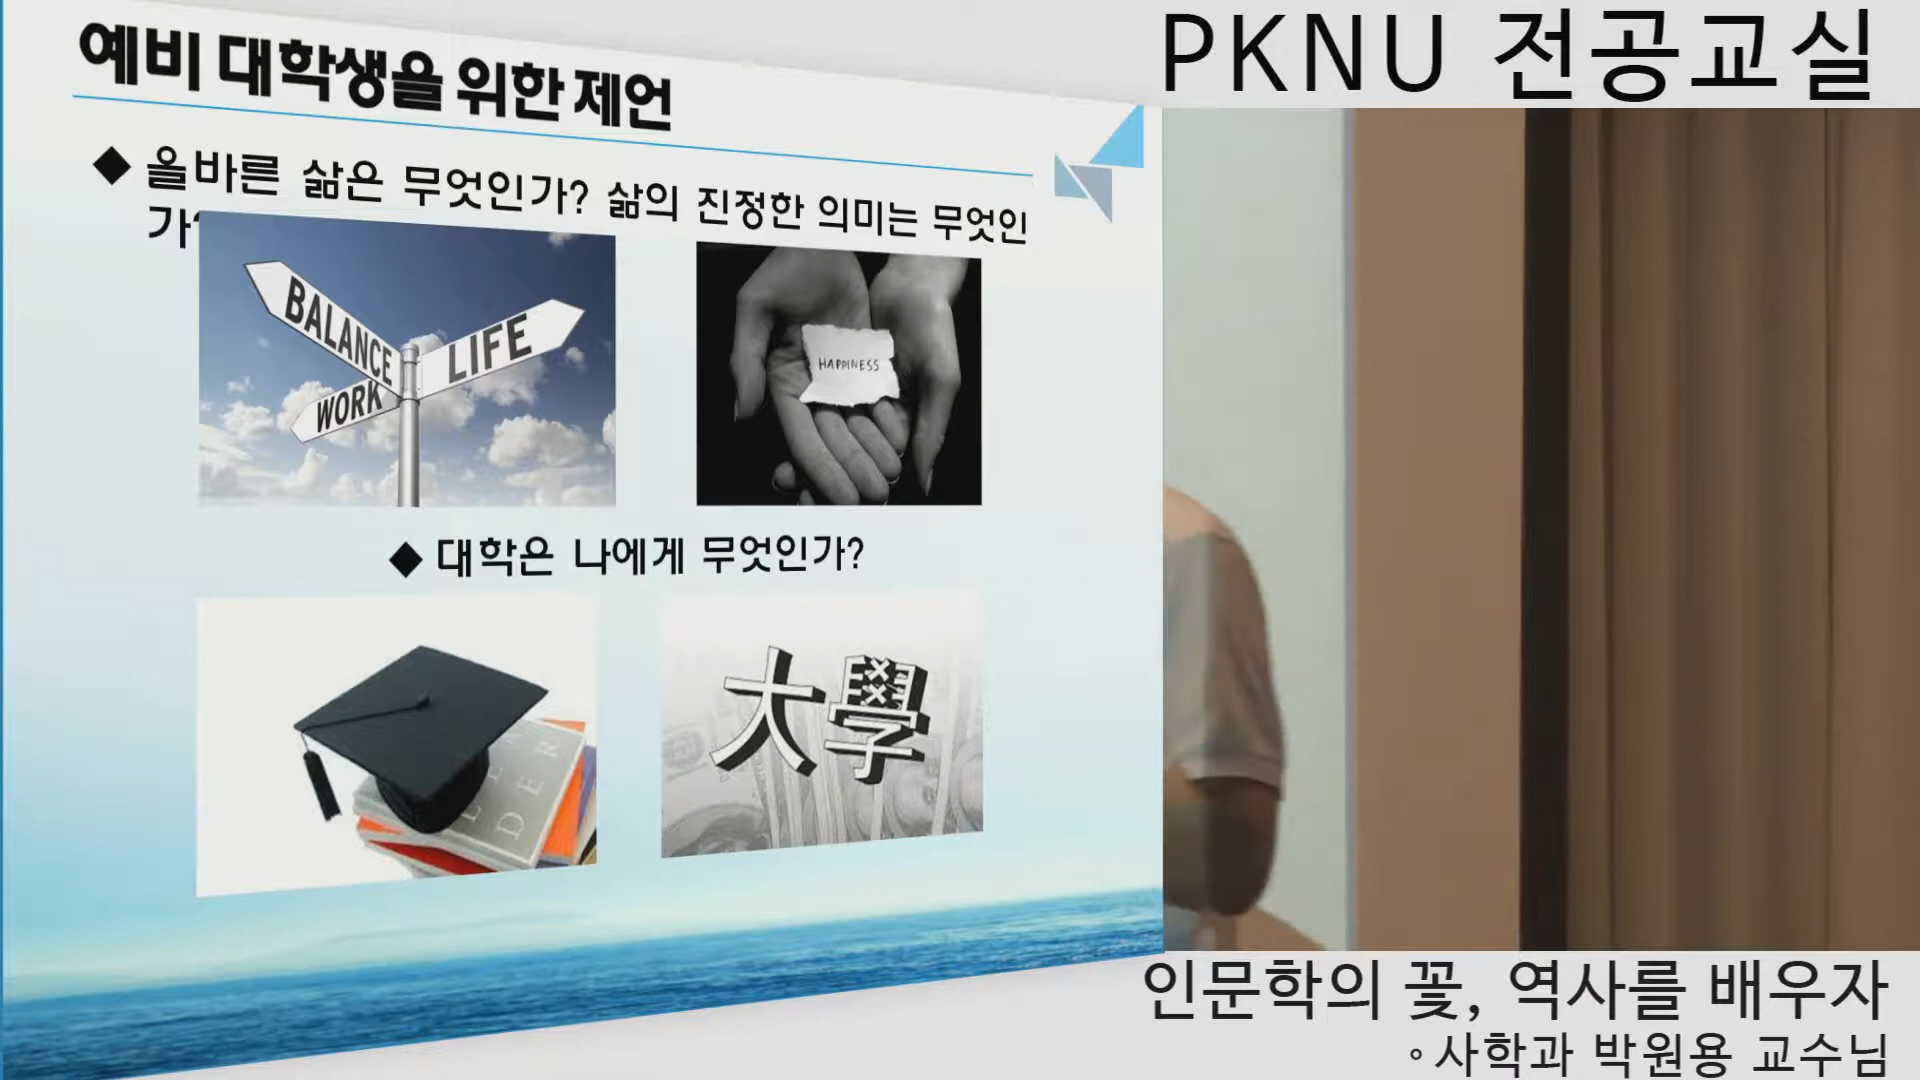 PKNU 전공교실
예비 대학생을 위한 제언
◆ 올바른 삶은 무엇인가? 삶의 진정한 의미는 무엇인
가?
BALANCE
LIFE
WORK
HAPPINESS
◆ 대학은 나에게 무엇인가?
DER
大學
인문학의 꽃, 역사를 배우자
◦사학과 박원용 교수님